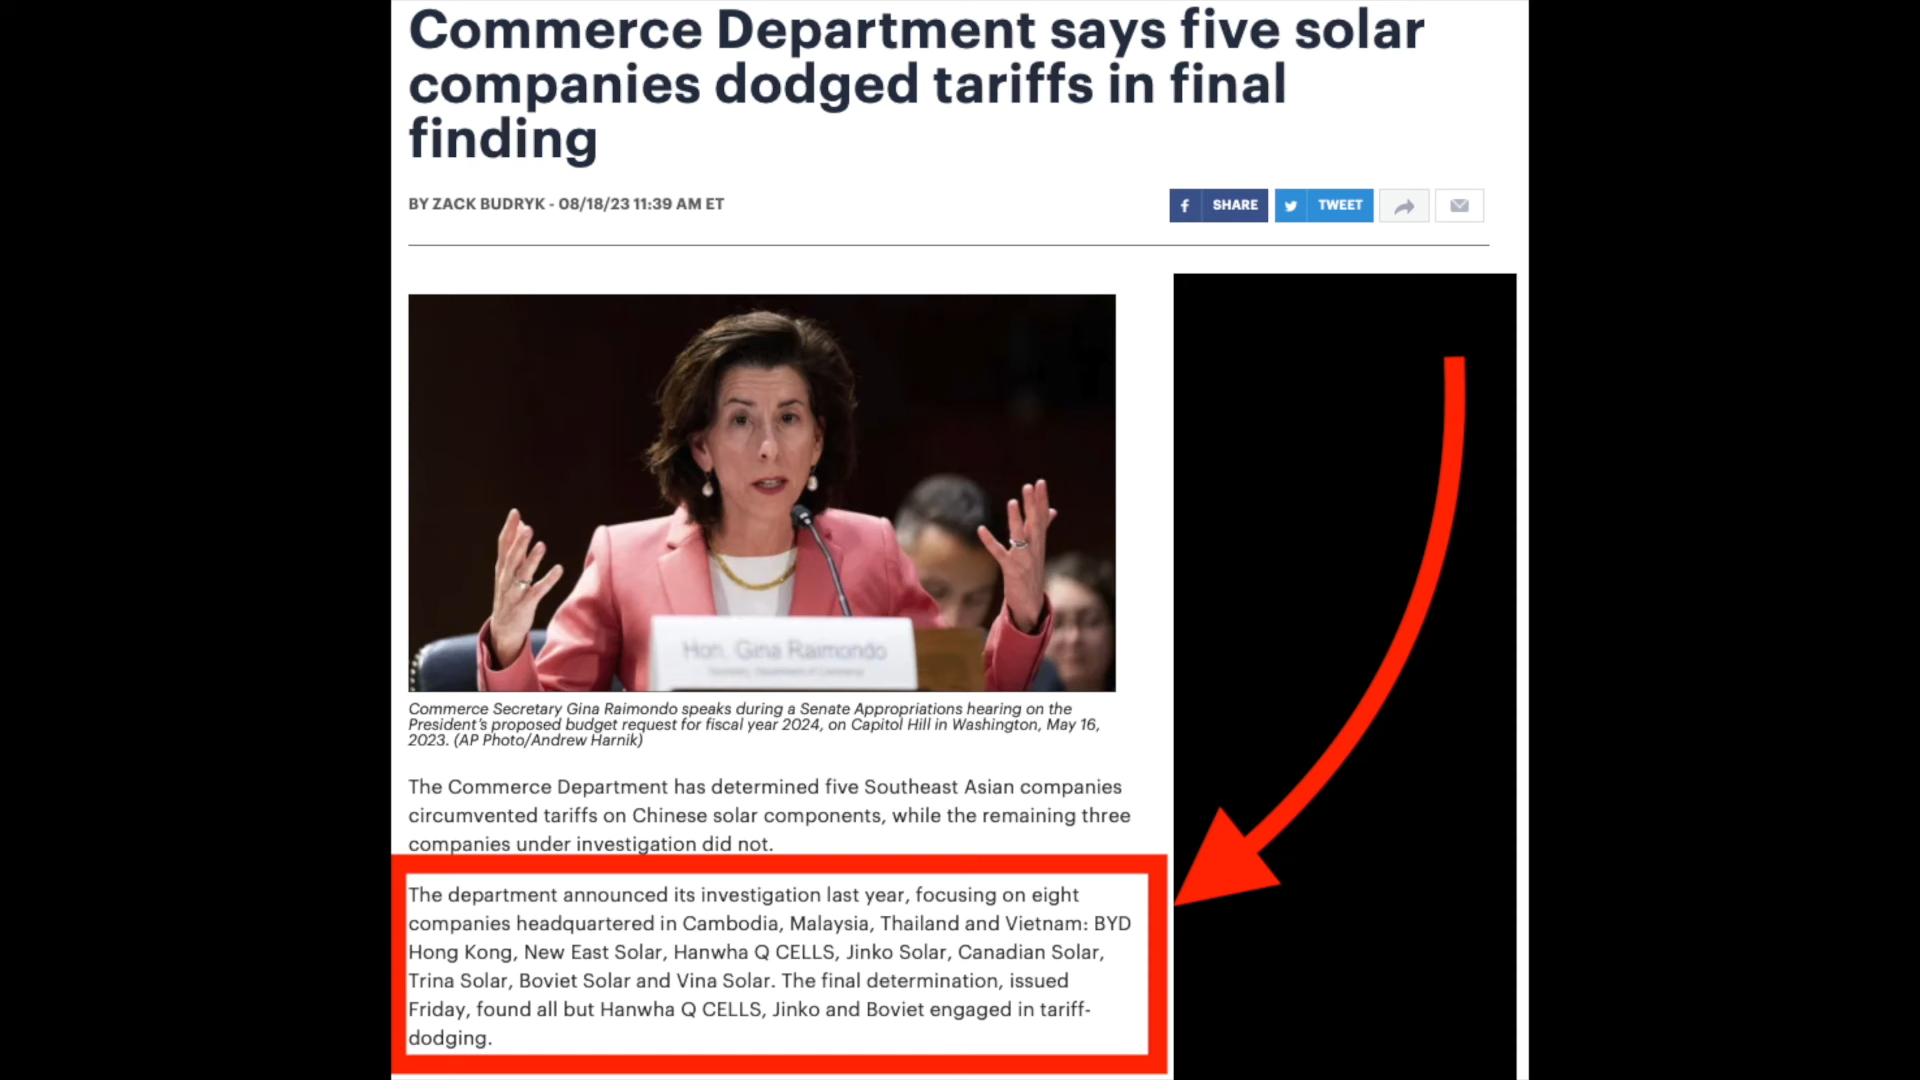 Commerce Department says five solar
companies dodged tariffs in final
finding
BY ZACK BUDRYK - 08/18/23 11:39 AM ET
SHARE
TWEET
Hon. Gina Raimondo
Commerce Secretary Gina Raimondo speaks during a Senate Appropriations hearing on the
President's proposed budget request for fiscal year 2024, on Capitol Hill in Washington, May 16,
2023. (AP Photo/Andrew Harnik)
The Commerce Department has determined five Southeast Asian companies
circumvented tariffs on Chinese solar components, while the remaining three
companies under investigation did not.
The department announced its investigation last year, focusing on eight
companies headquartered in Cambodia, Malaysia, Thailand and Vietnam: BYD
Hong Kong, New East Solar, Hanwha Q CELLS, Jinko Solar, Canadian Solar,
Trina Solar, Boviet Solar and Vina Solar. The final determination, issued
Friday, found all but Hanwha Q CELLS, Jinko and Boviet engaged in tariff-
dodging.